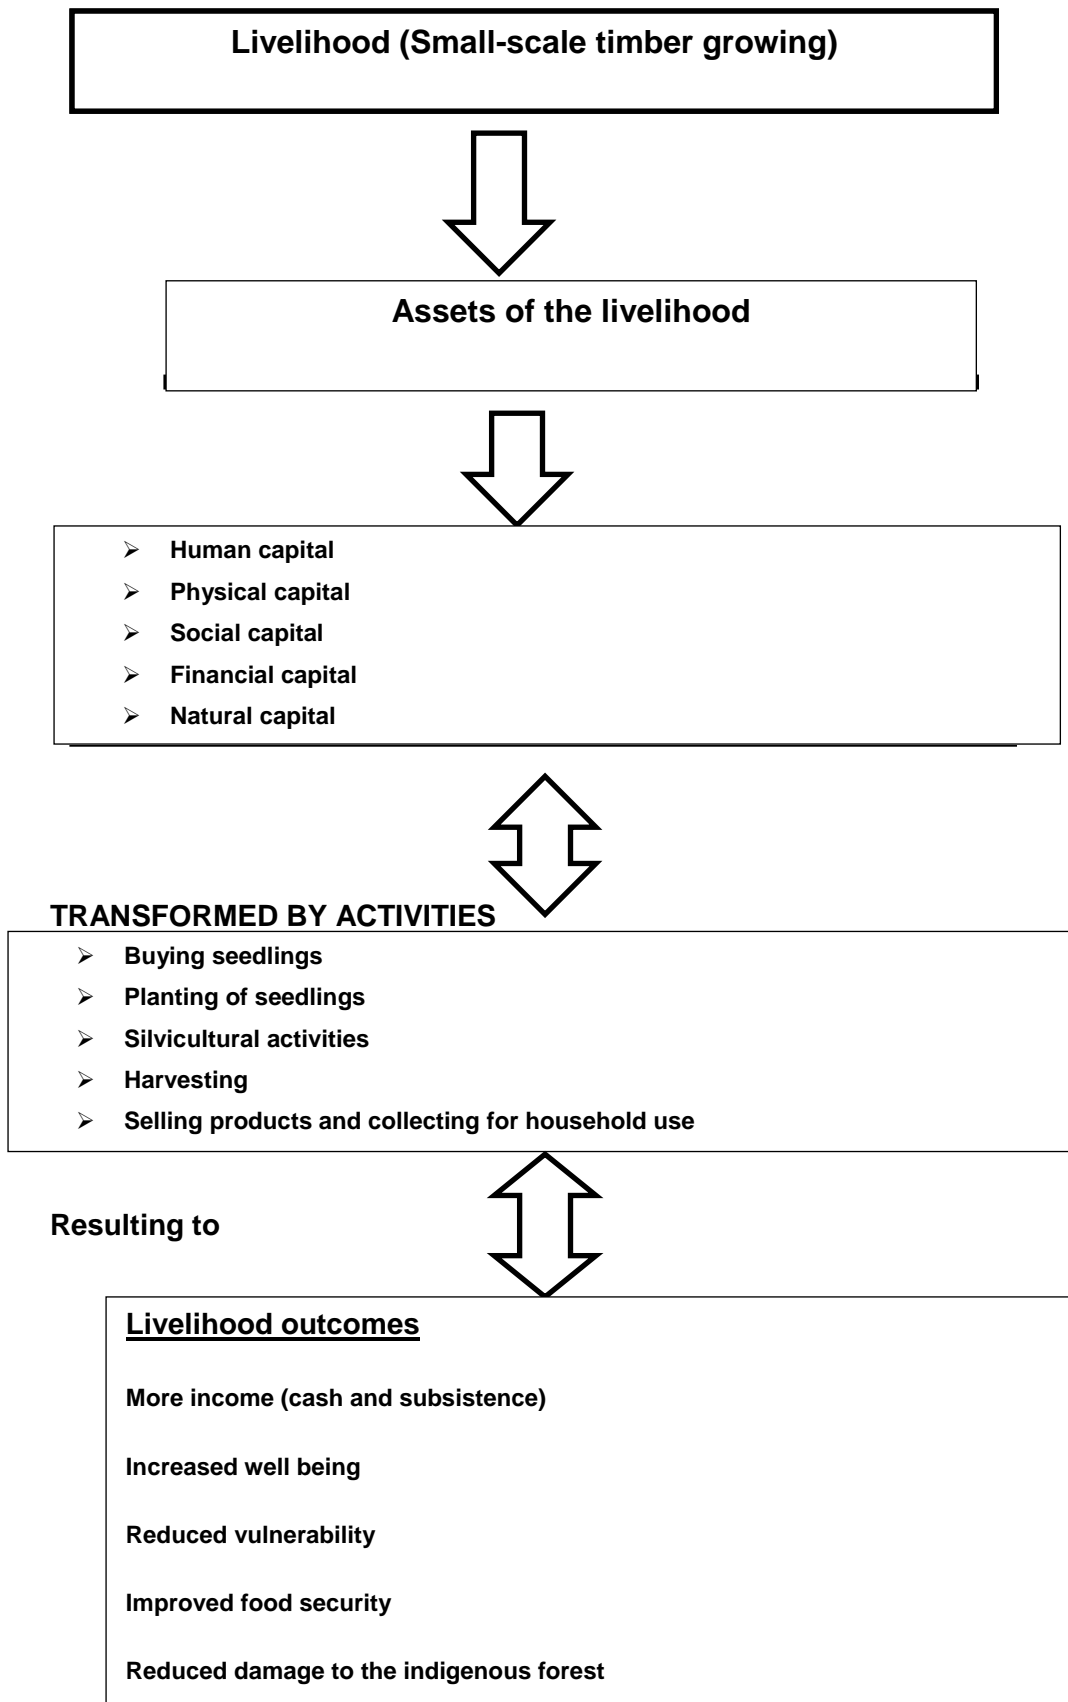 Livelihood (Small-scale timber growing)
Assets of the livelihood
➢ Human capital
➢ Physical capital
➢ Social capital
➢ Financial capital
➢ Natural capital
TRANSFORMED BY ACTIVITIES
➢ Buying seedlings
➢ Planting of seedlings
➢ Silvicultural activities
➢ Harvesting
➢ Selling products and collecting for household use
Resulting to
Livelihood outcomes
More income (cash and subsistence)
Increased well being
Reduced vulnerability
Improved food security
Reduced damage to the indigenous forest